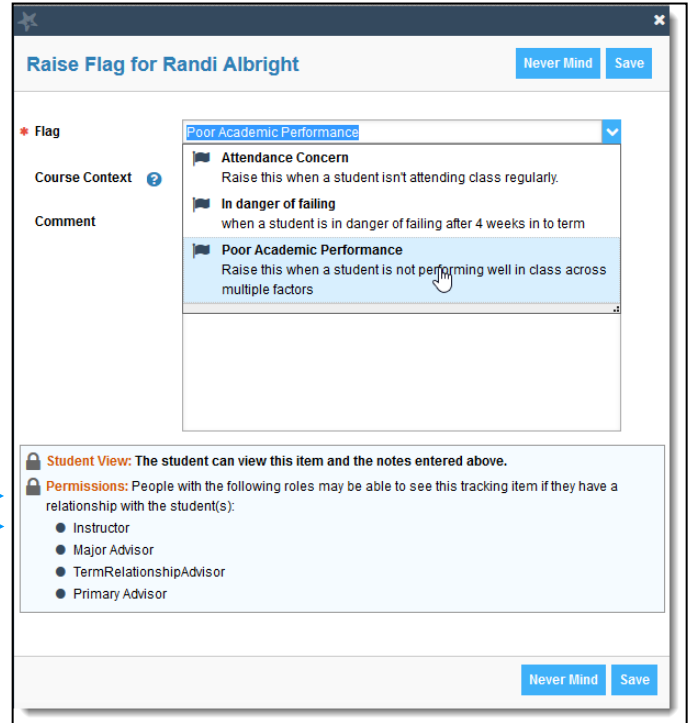 Raise Flag for Randi Albright
Never Mind
Save
* Flag
Poor Academic Performance
Attendance Concern
Raise this when a student isn't attending class regularly.
Course Context ?
In danger of failing
when a student is in danger of failing after 4 weeks in to term
Comment
Poor Academic Performance
Raise this when a student is not performing well in class across
multiple factors
Student View: The student can view this item and the notes entered above.
Permissions: People with the following roles may be able to see this tracking item if they have a
relationship with the student(s):
Instructor
Major Advisor
TermRelationshipAdvisor
Primary Advisor
Never Mind
Save